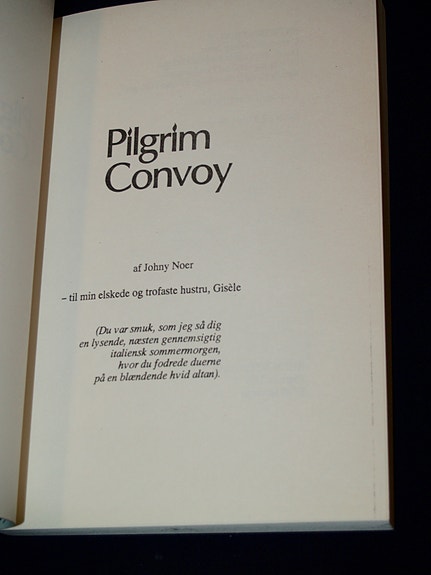 Pilgrim
Convoy
af Johny Noer
– til min elskede og trofaste hustru, Gisèle
(Du var smuk, som jeg så dig
en lysende, næsten gennemsigtig
italiensk sommermorgen,
hvor du fodrede duerne
på en blændende hvid altan).